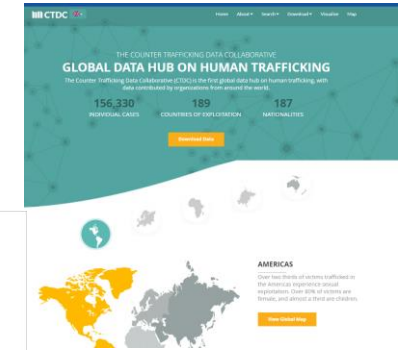 CTDC
Home About Search Download Visualise Map
THE COUNTER TRAFFICKING DATA COLLABORATIVE
GLOBAL DATA HUB ON HUMAN TRAFFICKING
The Counter Trafficking Data Collaborative (CTDC) is the first global data hub on human trafficking, with
data contributed by organizations from around the world.
156,330 189 187
INDIVIDUAL CASES COUNTRIES OF EXPLOITATION NATIONALITIES
Download Data
AMERICAS
Over two thirds of victims trafficked in
the Americas experience sexual
exploitation. Over 80% of victims are
female, and almost a third are children.
View Global Map